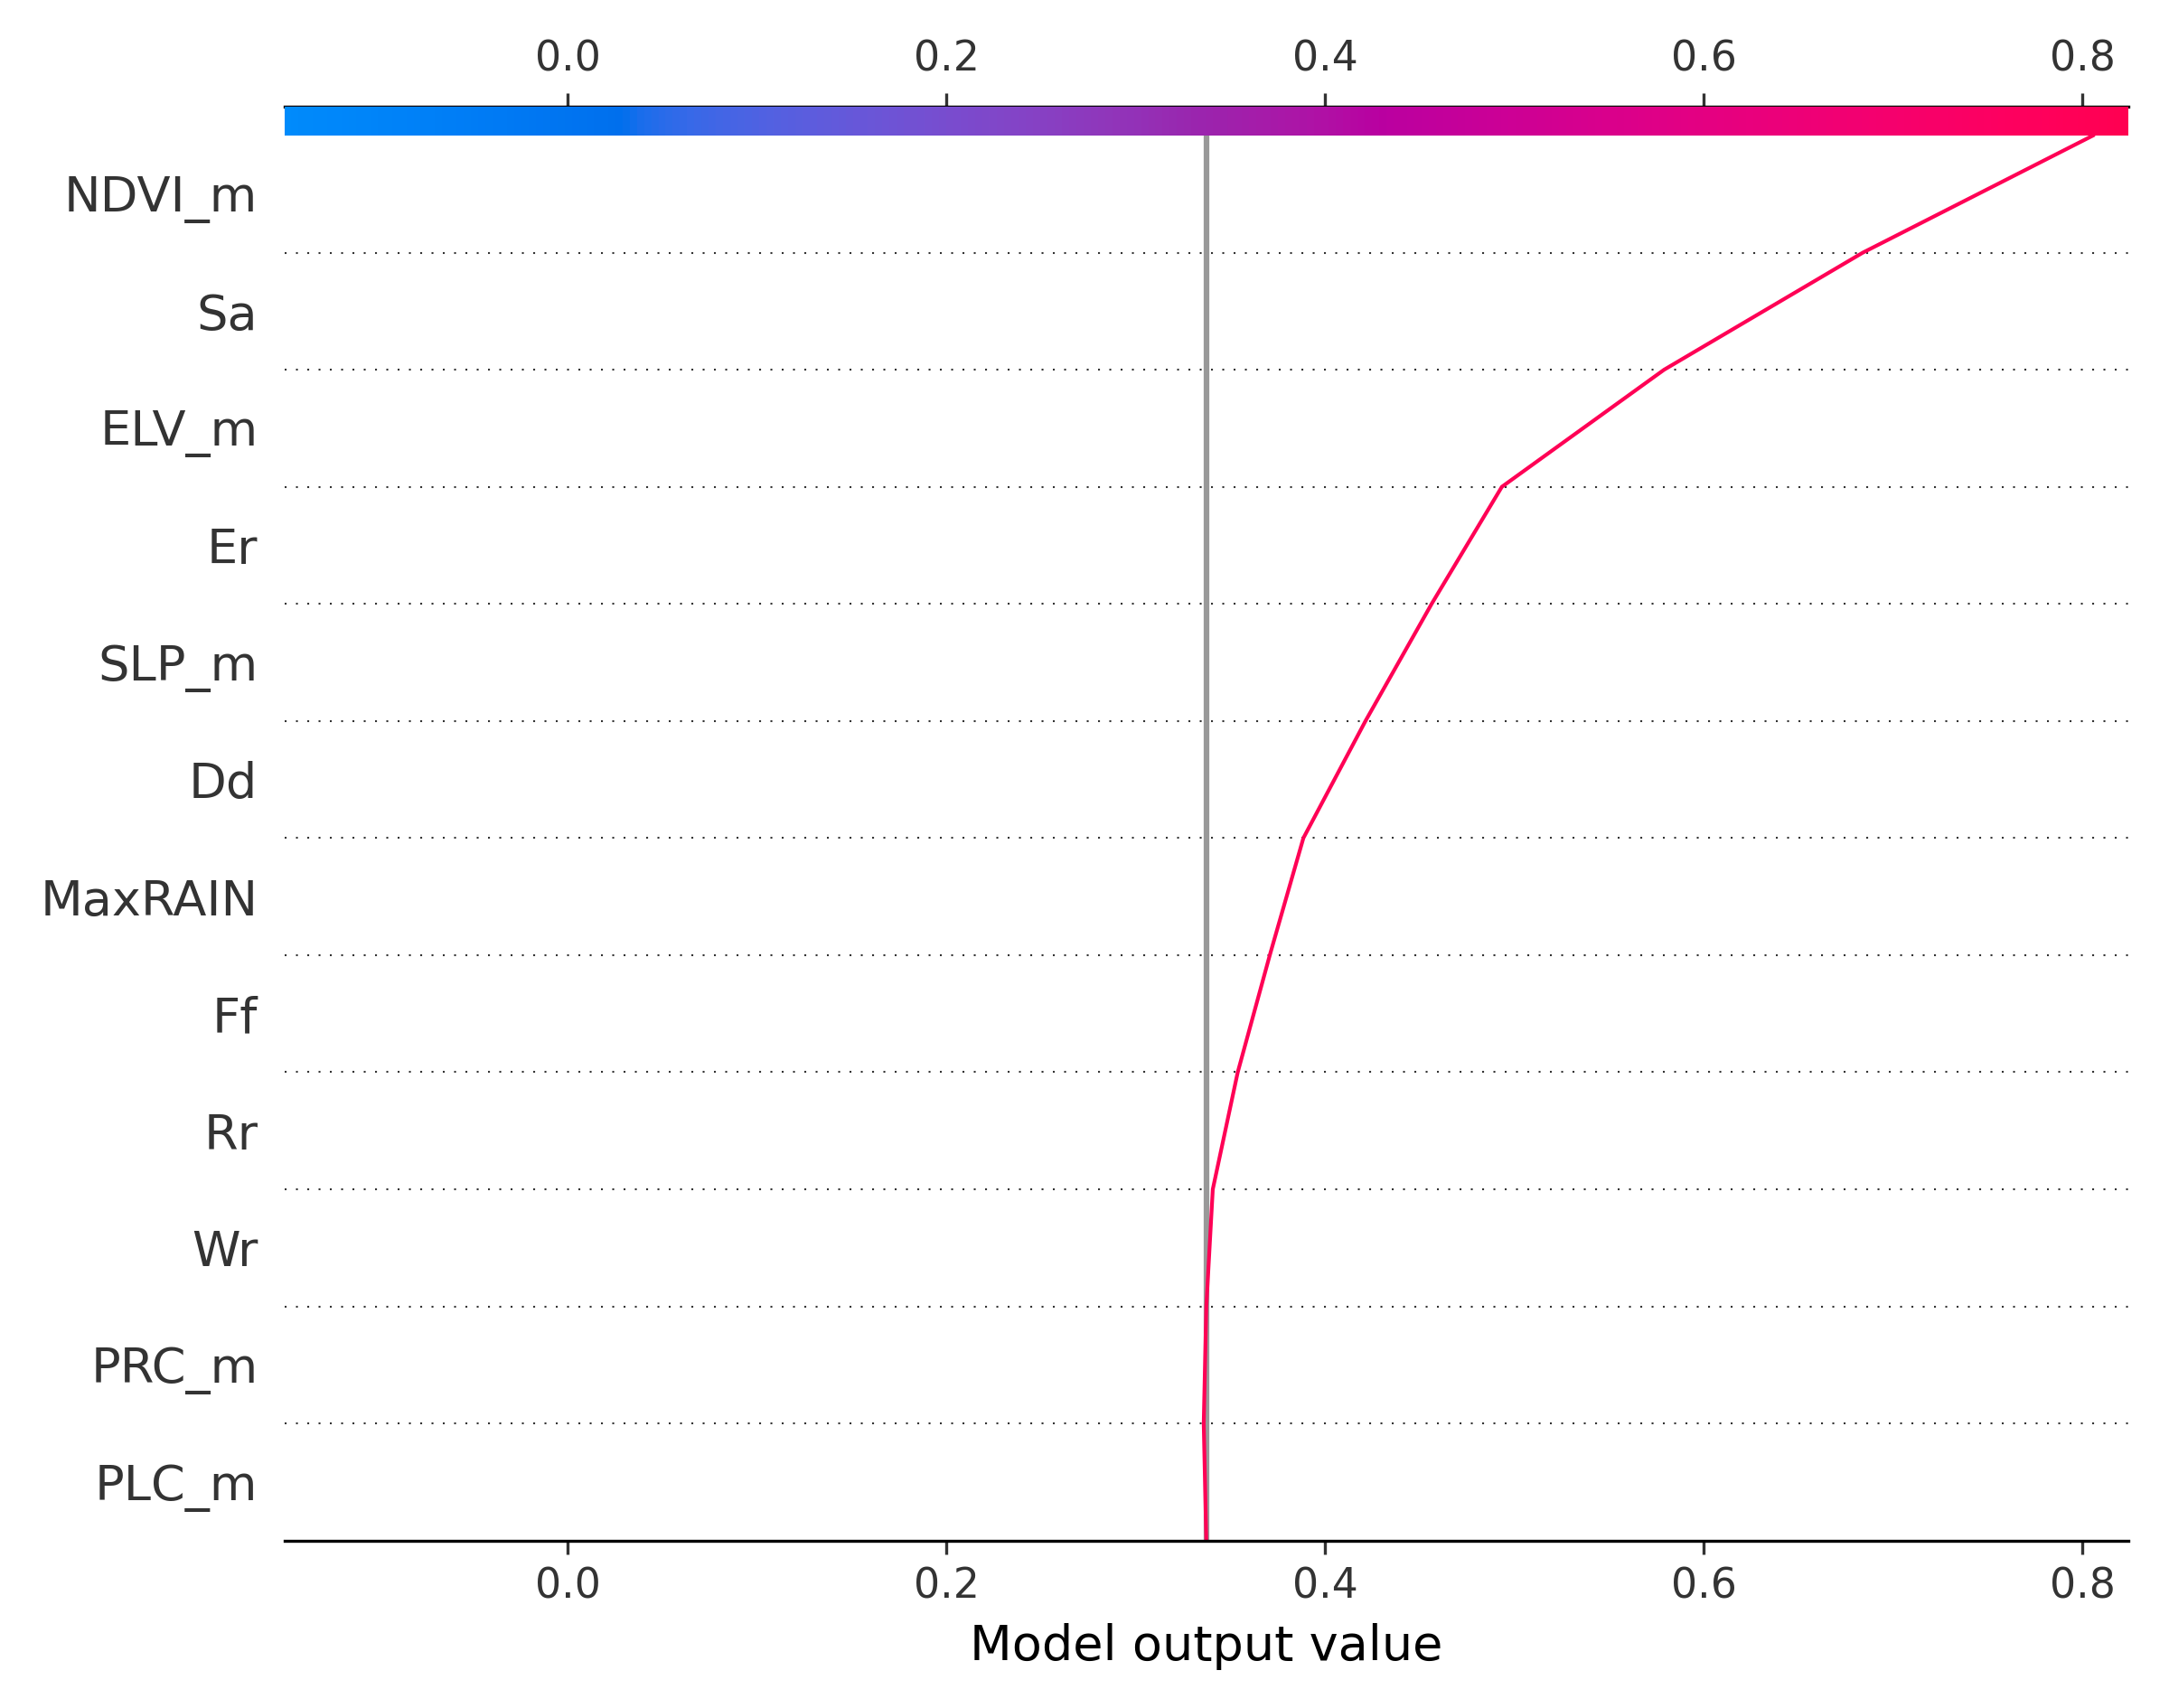 0.0 0.2 0.4 0.6 0.8
NDVI_m
Sa
ELV_m
Er
SLP_m
Dd
MaxRAIN
Ff
Rr
Wr
PRC_m
PLC_m
0.0 0.2 0.4 0.6 0.8
Model output value